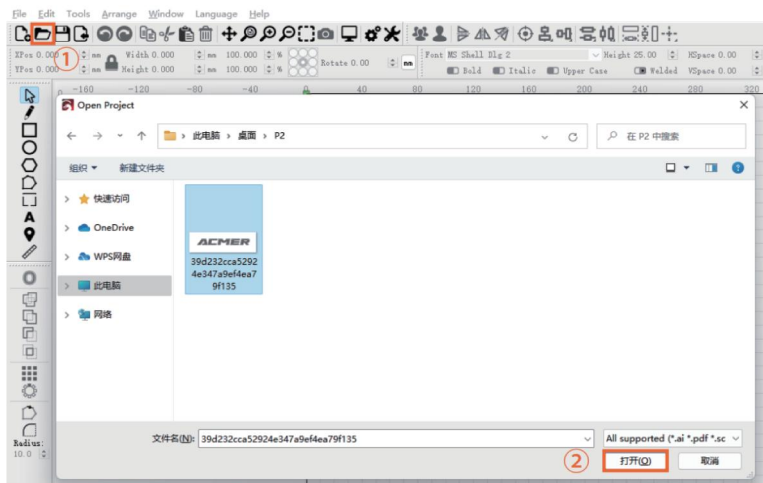 File Edit Tools Arrange Window Language Help
①
XPos 0.00 mm Width 0.000 mm 100.000 % Rotate 0.00 mm Font MS Shell Dlg 2 Height 25.00 HSpace 0.00
YPos 0.00 mm Height 0.000 mm 100.000 % Bold Italic Upper Case Welded VSpace 0.00
-160 -120 -80 -40 0 40 80 120 160 200 240 280 320
Open Project
此电脑 › 桌面 › P2
在 P2 中搜索
组织 新建文件夹
快速访问
OneDrive
WPS网盘
此电脑
网络
ACMER
39d232cca5292
4e347a9ef4ea7
9f135
A
Radius:
10.0
文件名(N): 39d232cca52924e347a9ef4ea79f135 All supported (*.ai *.pdf *.sc
② 打开(O) 取消